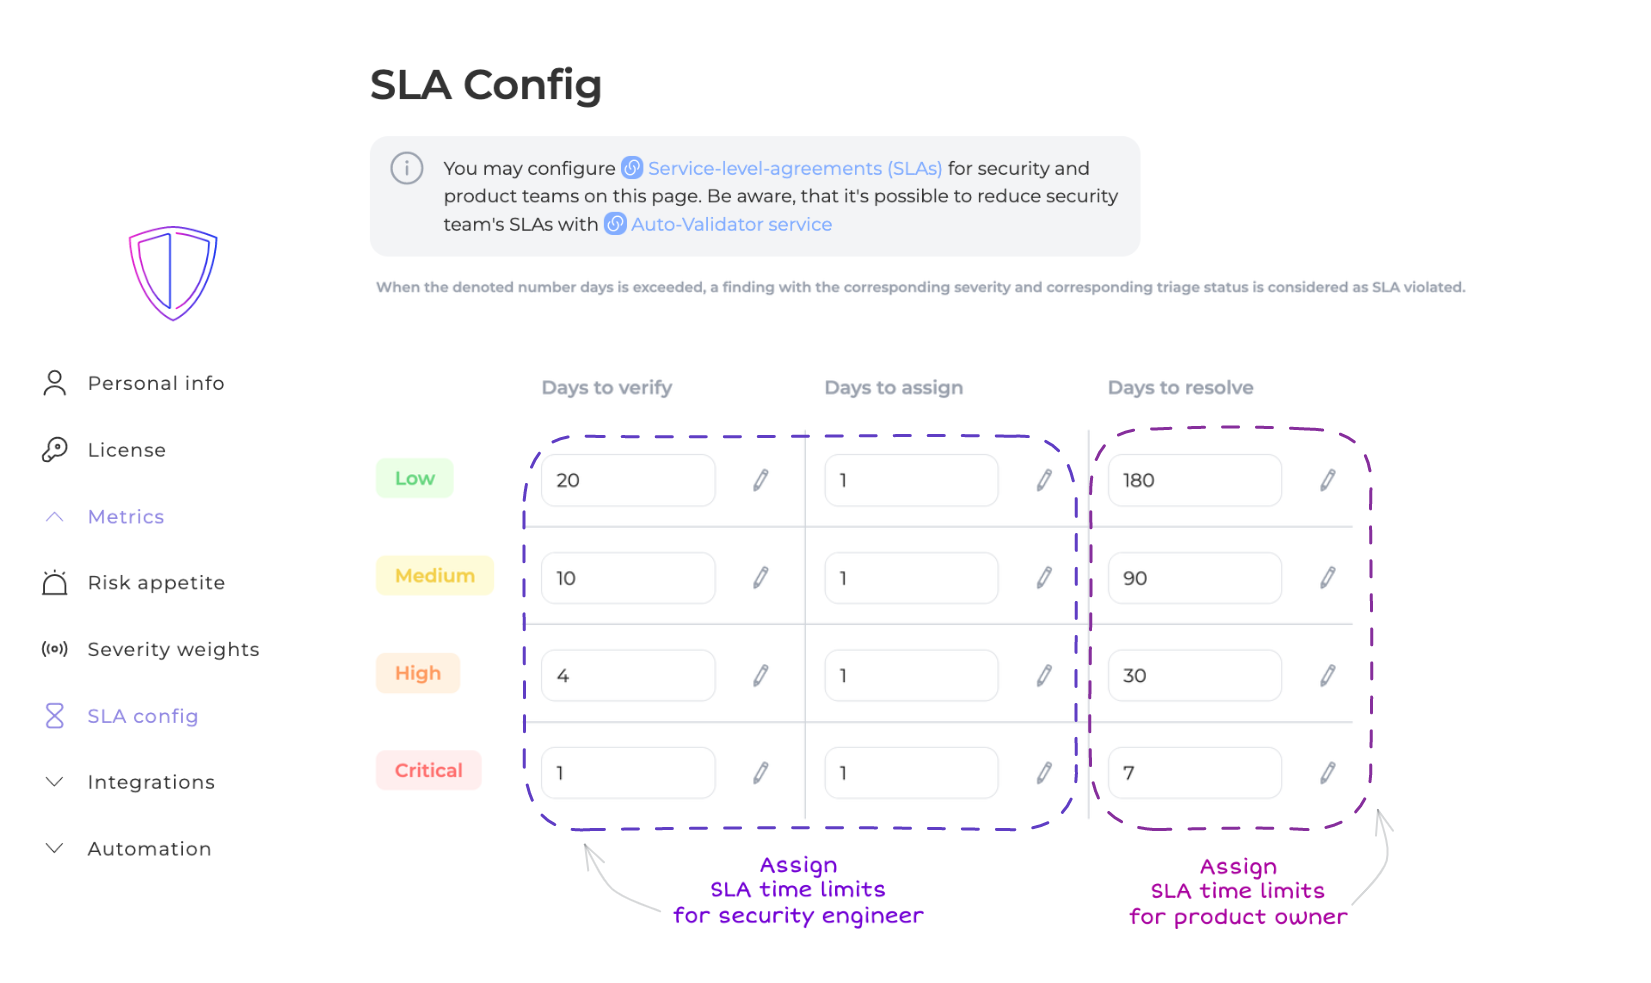 SLA Config
You may configure Service-level-agreements (SLAs) for security and
product teams on this page. Be aware, that it's possible to reduce security
team's SLAs with Auto-Validator service
When the denoted number days is exceeded, a finding with the corresponding severity and corresponding triage status is considered as SLA violated.
Personal info
License
Metrics
Risk appetite
Severity weights
SLA config
Integrations
Automation
Days to verify Days to assign Days to resolve
Low 20 1 180
Medium 10 1 90
High 4 1 30
Critical 1 1 7
Assign
SLA time limits
for security engineer
Assign
SLA time limits
for product owner